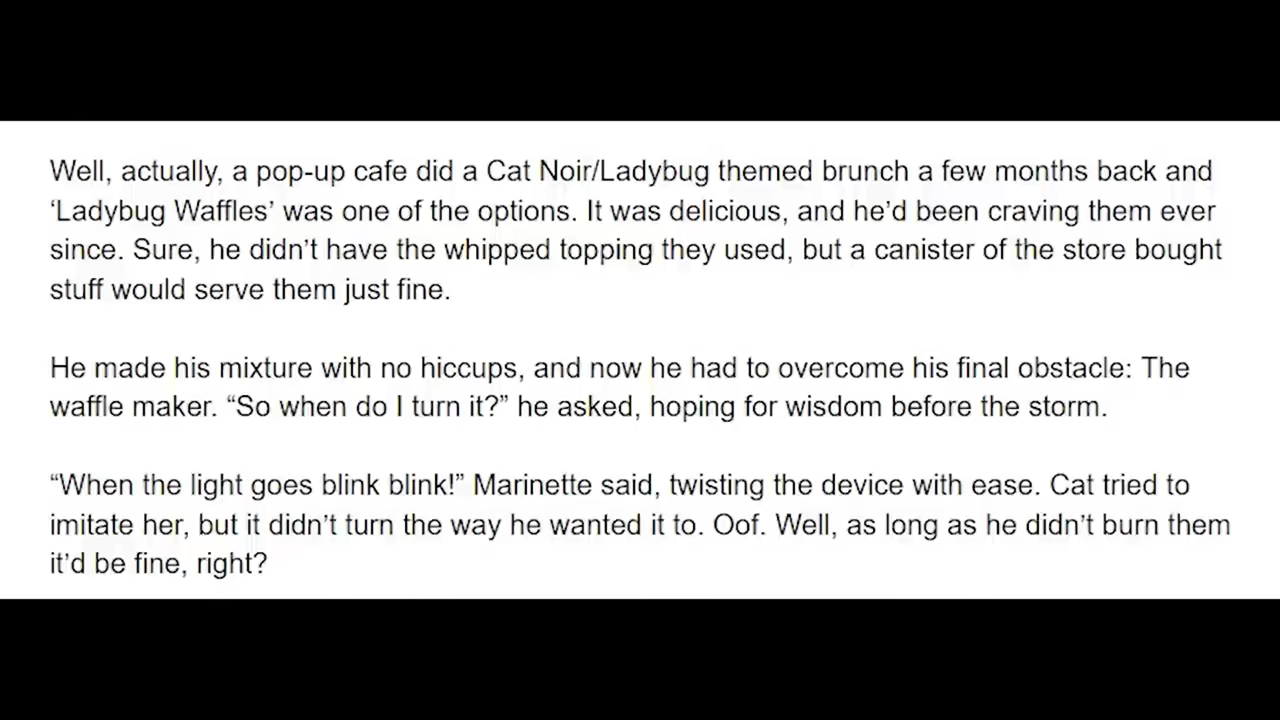 Well, actually, a pop-up cafe did a Cat Noir/Ladybug themed brunch a few months back and
‘Ladybug Waffles’ was one of the options. It was delicious, and he’d been craving them ever
since. Sure, he didn’t have the whipped topping they used, but a canister of the store bought
stuff would serve them just fine.
He made his mixture with no hiccups, and now he had to overcome his final obstacle: The
waffle maker. “So when do I turn it?” he asked, hoping for wisdom before the storm.
“When the light goes blink blink!” Marinette said, twisting the device with ease. Cat tried to
imitate her, but it didn’t turn the way he wanted it to. Oof. Well, as long as he didn’t burn them
it’d be fine, right?